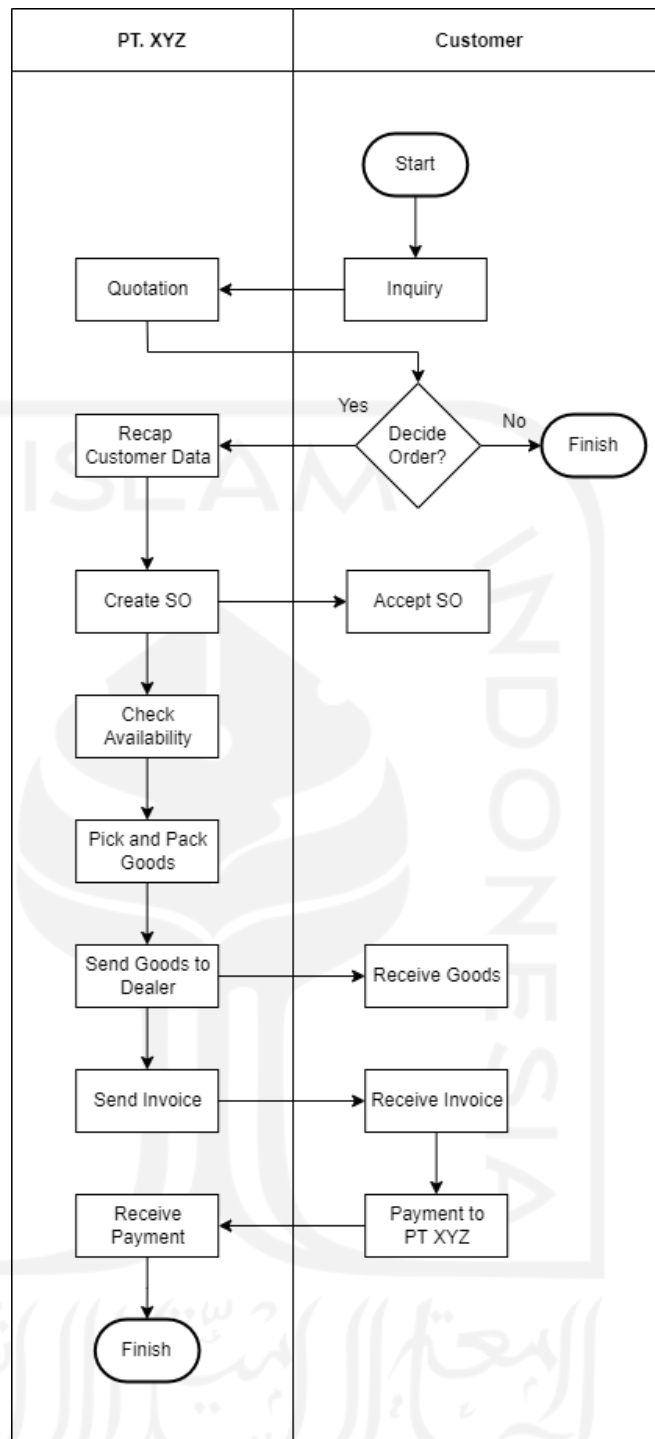 PT. XYZ
Customer
Start
Quotation
Inquiry
Yes
No
Recap
Customer Data
Decide
Order?
Finish
Create SO
Accept SO
Check
Availability
Pick and Pack
Goods
Send Goods to
Dealer
Receive Goods
Send Invoice
Receive Invoice
Receive
Payment
Payment to
PT XYZ
Finish
ISLAM
INDONESIA